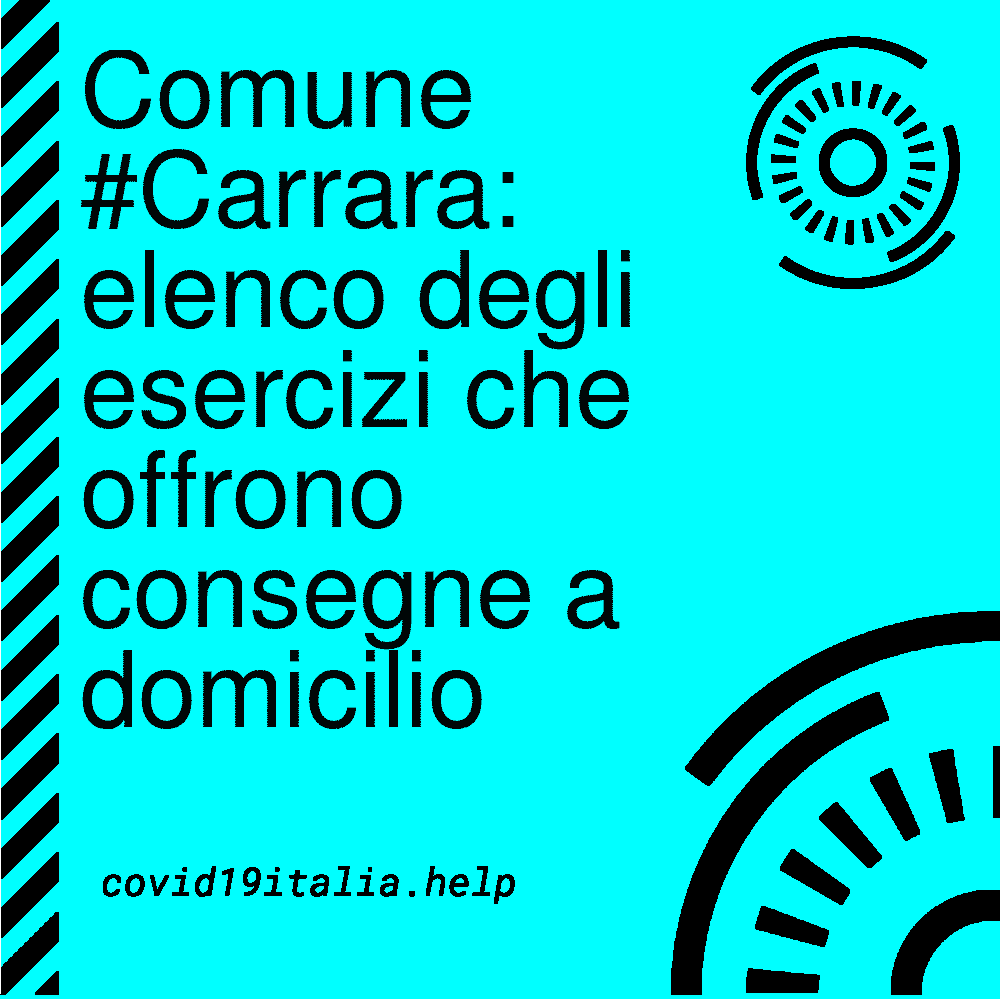 Comune
#Carrara:
elenco degli
esercizi che
offrono
consegne a
domicilio
covid19italia.help